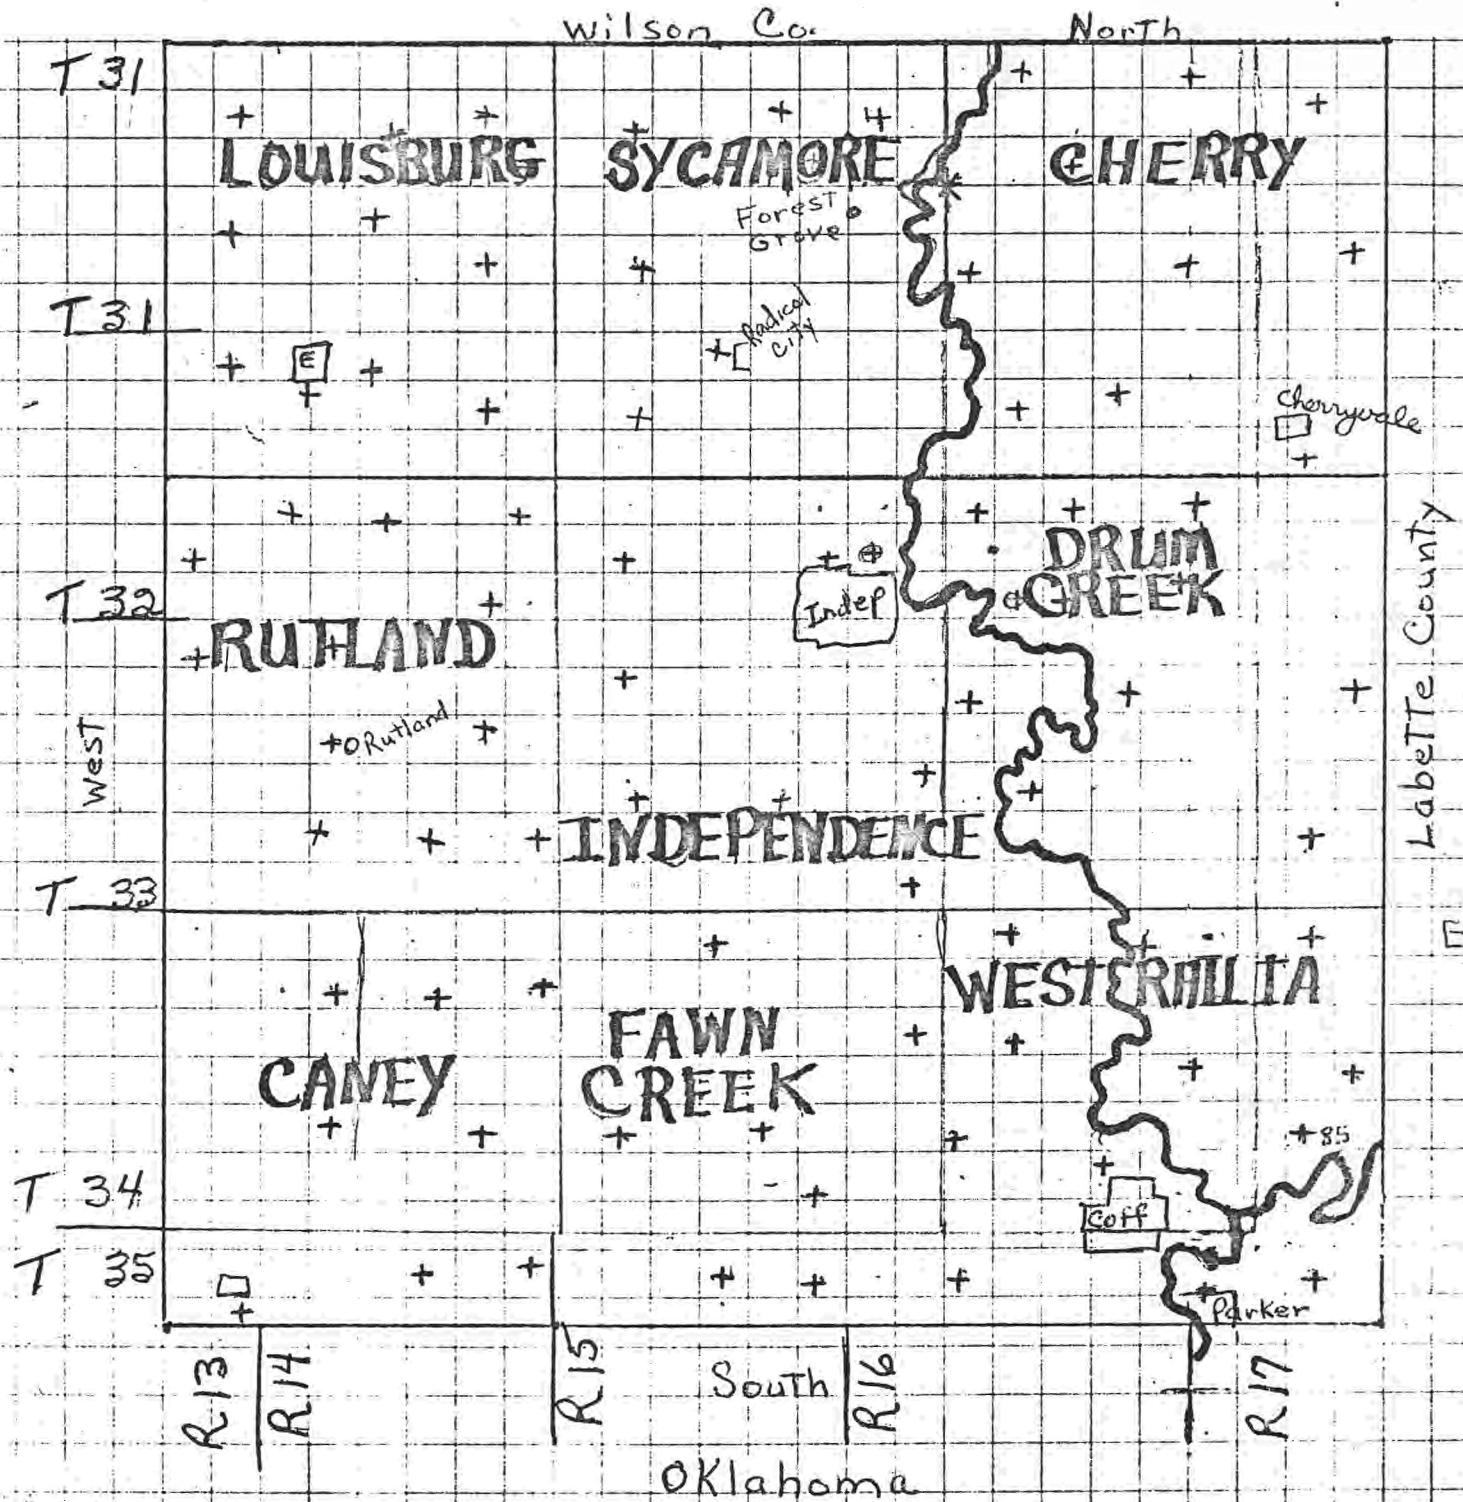 Wilson Co. North
T 31
LOUISBURG SYCAMORE CHERRY
Forest
Grove
T 31
Radical
City
E
Cherryvale
DRUM
CREEK
T 32
Indep
RUTLAND
Rutland
West
Labette County
INDEPENDENCE
T 33
WESTERHILIA
FAWN
CREEK
CANEY
85
T 34
Coff
T 35
Parker
R 13
R 14
R 15
South
R 16
R 17
OKlahoma